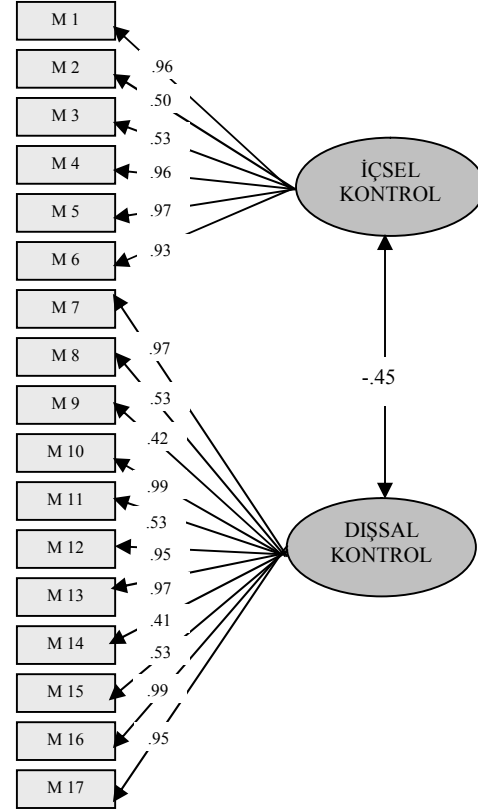 M 1
M 2
M 3
M 4
M 5
M 6
M 7
M 8
M 9
M 10
M 11
M 12
M 13
M 14
M 15
M 16
M 17
.96
.50
.53
.96
.97
.93
.97
.53
.42
.99
.53
.95
.97
.41
.53
.99
.95
İÇSEL
KONTROL
-.45
DIŞSAL
KONTROL